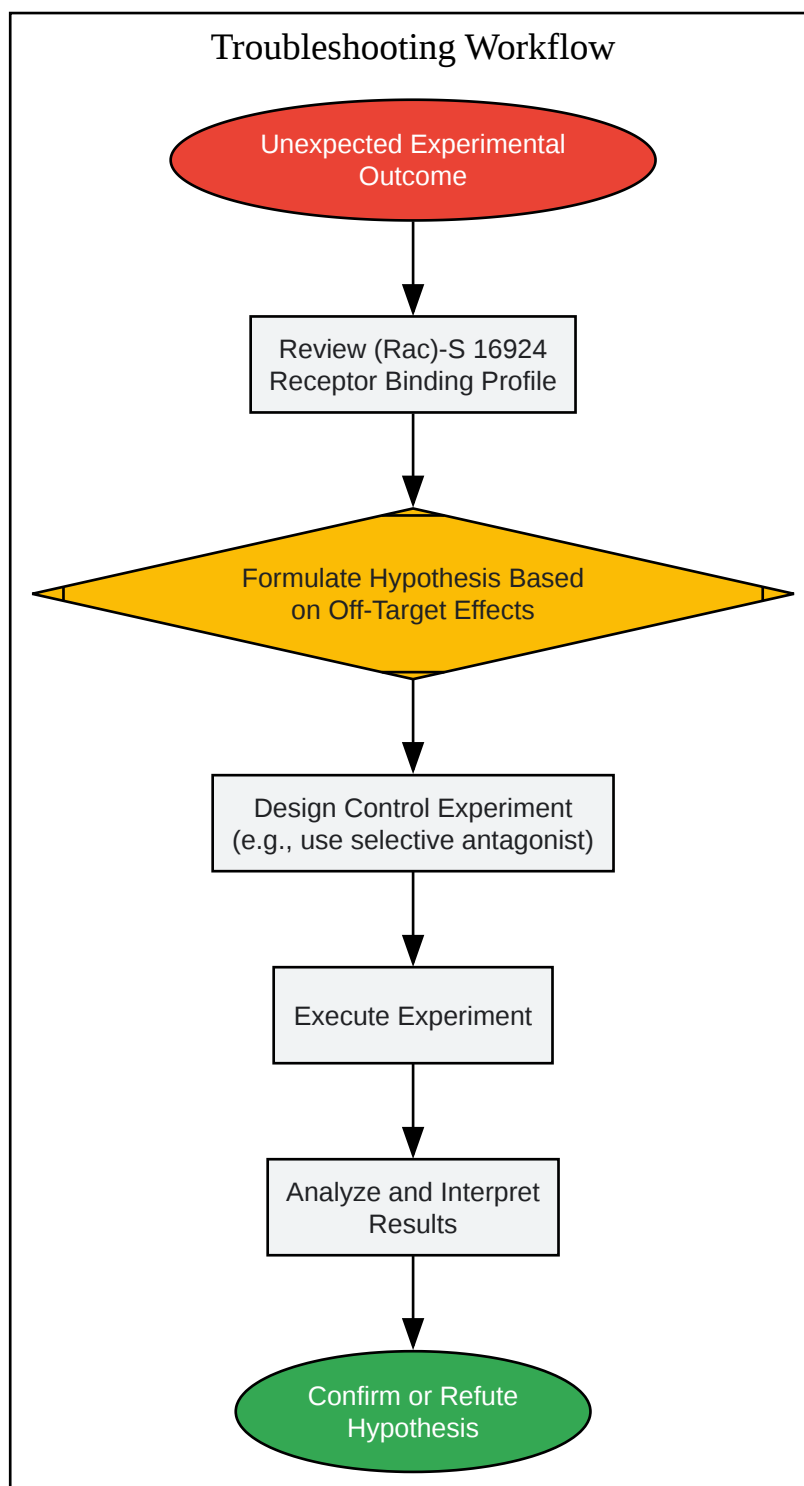 Troubleshooting Workflow
Unexpected Experimental
Outcome
Review (Rac)-S 16924
Receptor Binding Profile
Formulate Hypothesis Based
on Off-Target Effects
Design Control Experiment
(e.g., use selective antagonist)
Execute Experiment
Analyze and Interpret
Results
Confirm or Refute
Hypothesis